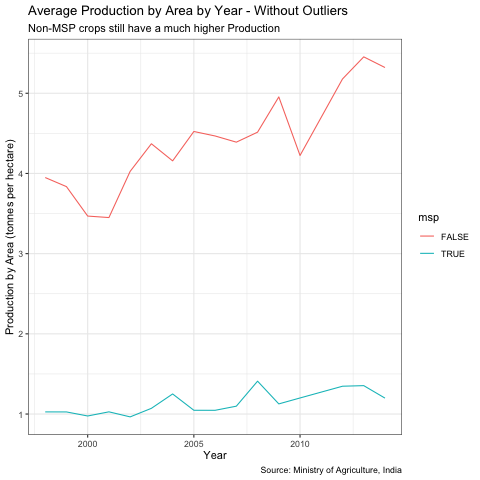 Average Production by Area by Year - Without Outliers
Non-MSP crops still have a much higher Production
Production by Area (tonnes per hectare)
5
4
3
2
1
2000
2005
2010
Year
msp
FALSE
TRUE
Source: Ministry of Agriculture, India